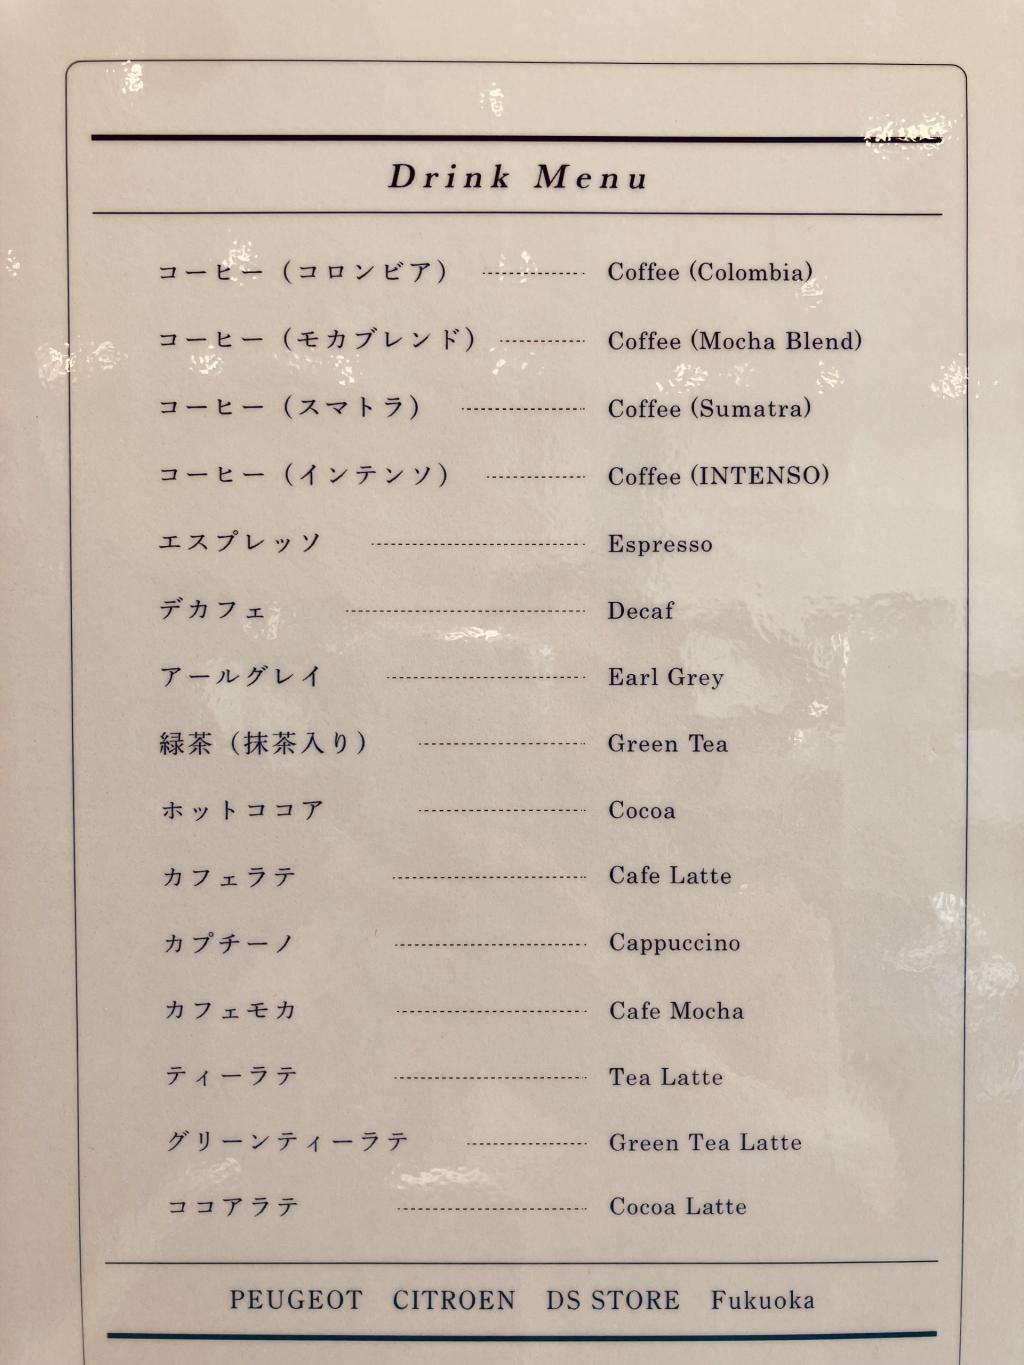 Drink Menu
コーヒー（コロンビア） Coffee (Colombia)
コーヒー（モカブレンド） Coffee (Mocha Blend)
コーヒー（スマトラ） Coffee (Sumatra)
コーヒー（インテンソ） Coffee (INTENSO)
エスプレッソ Espresso
デカフェ Decaf
アールグレイ Earl Grey
緑茶（抹茶入り） Green Tea
ホットココア Cocoa
カフェラテ Cafe Latte
カプチーノ Cappuccino
カフェモカ Cafe Mocha
ティーラテ Tea Latte
グリーンティーラテ Green Tea Latte
ココアラテ Cocoa Latte
PEUGEOT CITROEN DS STORE Fukuoka